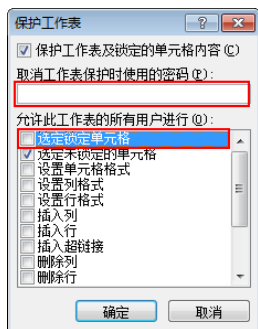 保护工作表
保护工作表及锁定的单元格内容(C)
取消工作表保护时使用的密码(P):
允许此工作表的所有用户进行(O):
选定锁定单元格
选定未锁定的单元格
设置单元格格式
设置列格式
设置行格式
插入列
插入行
插入超链接
删除列
删除行
确定
取消